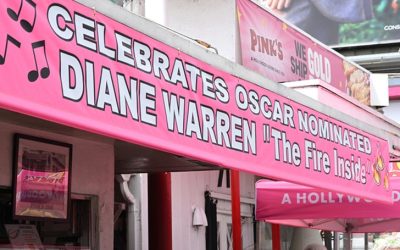 CELEBRATES OSCAR NOMINATED
DIANE WARREN "The Fire Inside"
PINK'S
WE
SHIP
GOLD
A HOLLYWO